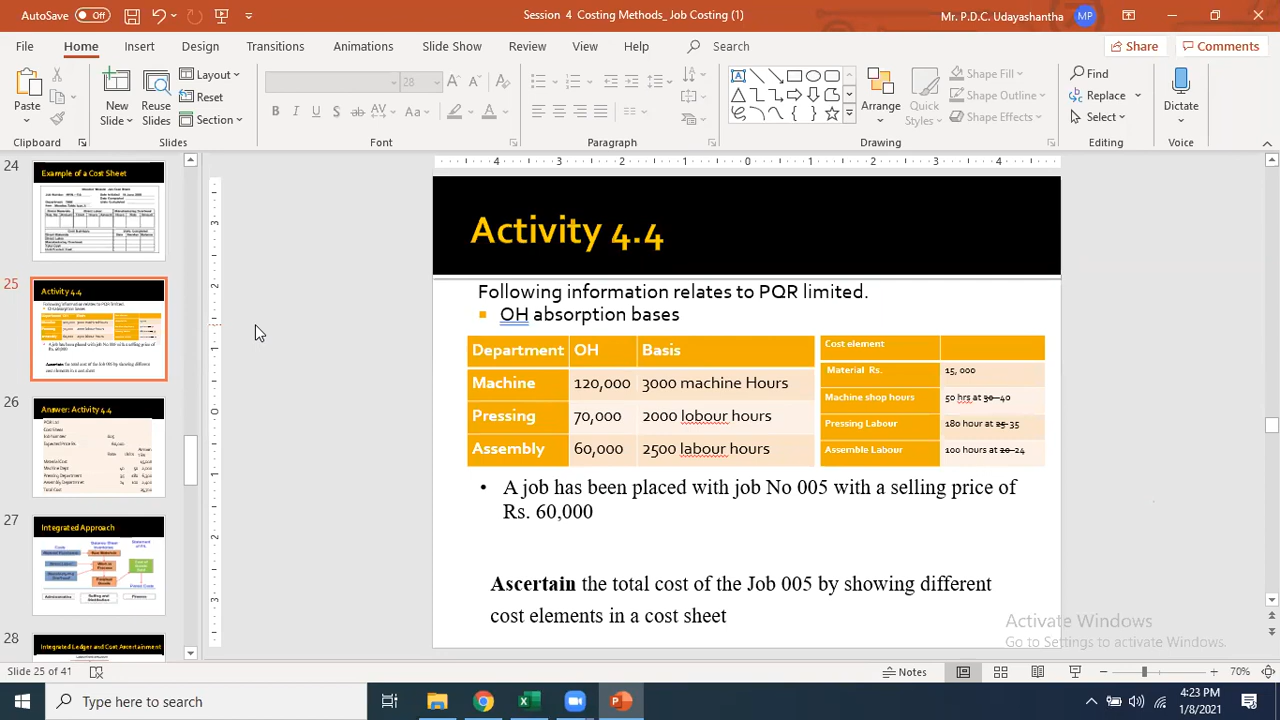 AutoSave Off
04. Methods_ Job Costing (1)
Mr. P.D.C. Udayashantha MP
File Home Insert Design Transitions Animations Slide Show Review View Help Search
Share Comments
Paste
New Slide
Reuse Slides
Layout
Reset
Section
28
B I U S ab AV Aa A
Arrange
Quick Styles
Shape Fill
Shape Outline
Shape Effects
Find
Replace
Select
Dictate
Clipboard Slides Font Paragraph Drawing Editing Voice
24
Example of a Cost Sheet
25
Activity 4.4
26
Answer: Activity 4.4
27
Integrated Approach
28
Integrated Ledger and Cost Ascertainment
Activity 4.4
Following information relates to PQR limited.
OH absorption bases
Department OH Basis
Machine 120,000 3000 machine Hours
Pressing 70,000 2000 lobour hours
Assembly 60,000 2500 labour hours
Cost element
Material Rs. 15, 000
Machine shop hours 50 hrs at 30 40
Pressing Labour 180 hour at 25 35
Assemble Labour 100 hours at 20 24
• A job has been placed with job No 005 with a selling price of
Rs. 60,000
Ascertain the total cost of the Job 005 by showing different
cost elements in a cost sheet
Activate Windows
Go to Settings to activate Windows.
Slide 25 of 41
Notes
70%
Type here to search
4:23 PM
1/8/2021